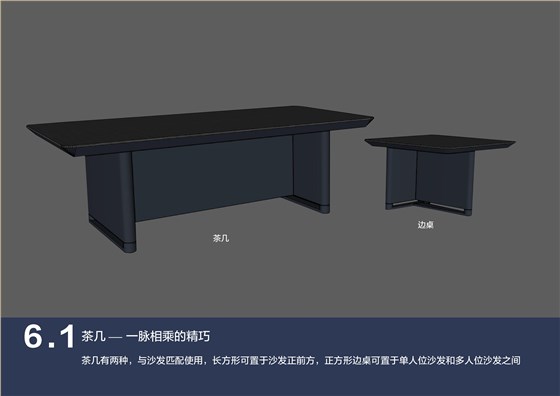 茶几
边桌
6.1 茶几 — 一脉相乘的精巧
茶几有两种，与沙发匹配使用，长方形可置于沙发正前方，正方形边桌可置于单人位沙发和多人位沙发之间